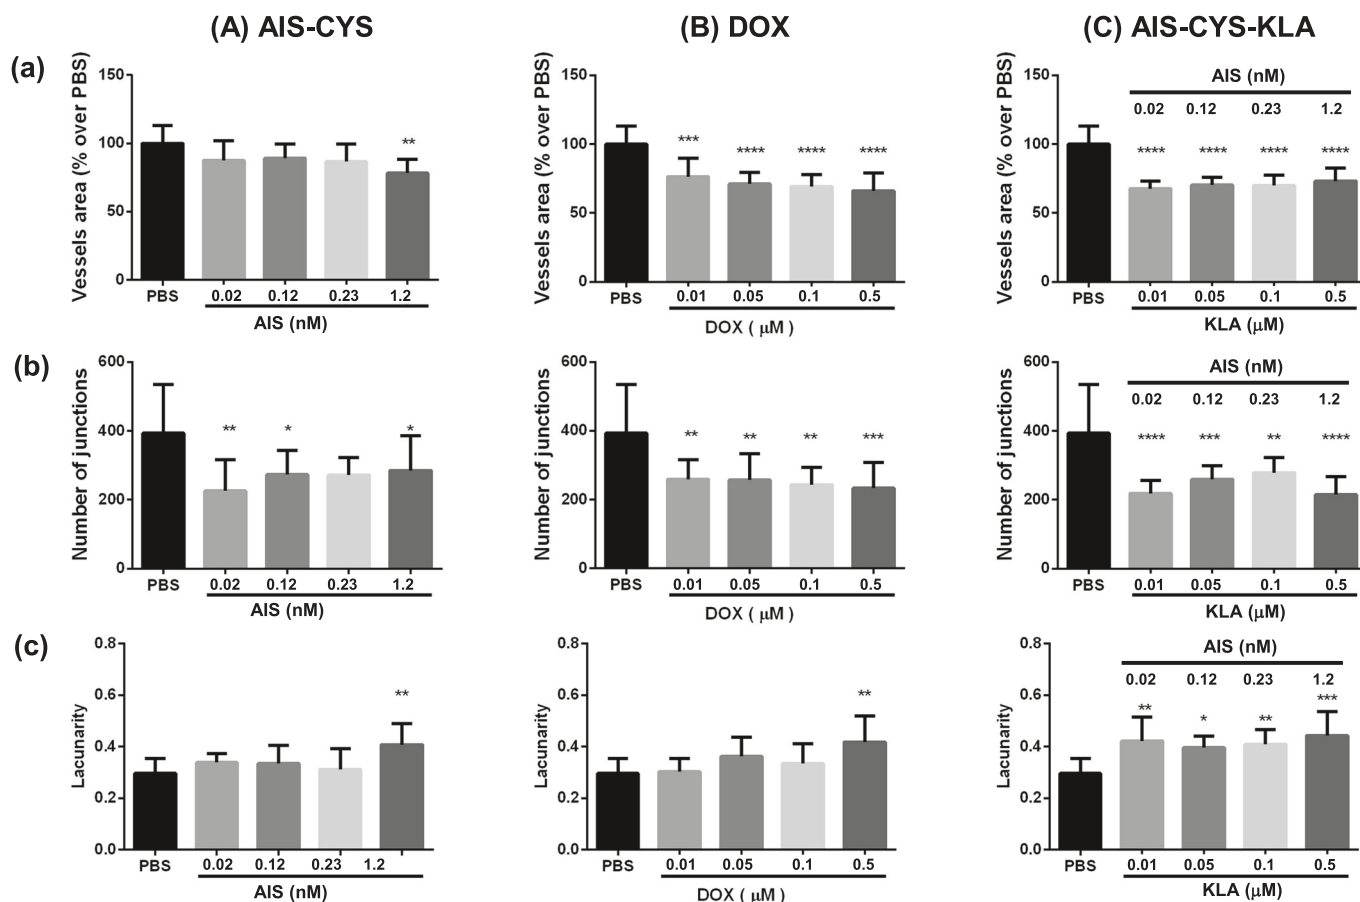 (A) AIS-CYS
(B) DOX
(C) AIS-CYS-KLA
(a)
Vessels area (% over PBS)
150
100
50
0
**
PBS
0.02 0.12 0.23 1.2
AIS (nM)
Vessels area (% over PBS)
150
100
50
0
*** **** **** ****
PBS
0.01 0.05 0.1 0.5
DOX ( μM )
Vessels area (% over PBS)
150
100
50
0
AIS (nM)
0.02 0.12 0.23 1.2
**** **** **** ****
PBS
0.01 0.05 0.1 0.5
KLA (μM)
(b)
Number of junctions
600
400
200
0
** * *
PBS
0.02 0.12 0.23 1.2
AIS (nM)
Number of junctions
600
400
200
0
** ** ** ***
PBS
0.01 0.05 0.1 0.5
DOX ( μM )
Number of junctions
600
400
200
0
AIS (nM)
0.02 0.12 0.23 1.2
**** *** ** ****
PBS
0.01 0.05 0.1 0.5
KLA (μM)
(c)
Lacunarity
0.8
0.6
0.4
0.2
0.0
**
PBS
0.02 0.12 0.23 1.2
AIS (nM)
Lacunarity
0.8
0.6
0.4
0.2
0.0
**
PBS
0.01 0.05 0.1 0.5
DOX ( μM )
Lacunarity
0.8
0.6
0.4
0.2
0.0
AIS (nM)
0.02 0.12 0.23 1.2
** * ** ***
PBS
0.01 0.05 0.1 0.5
KLA (μM)